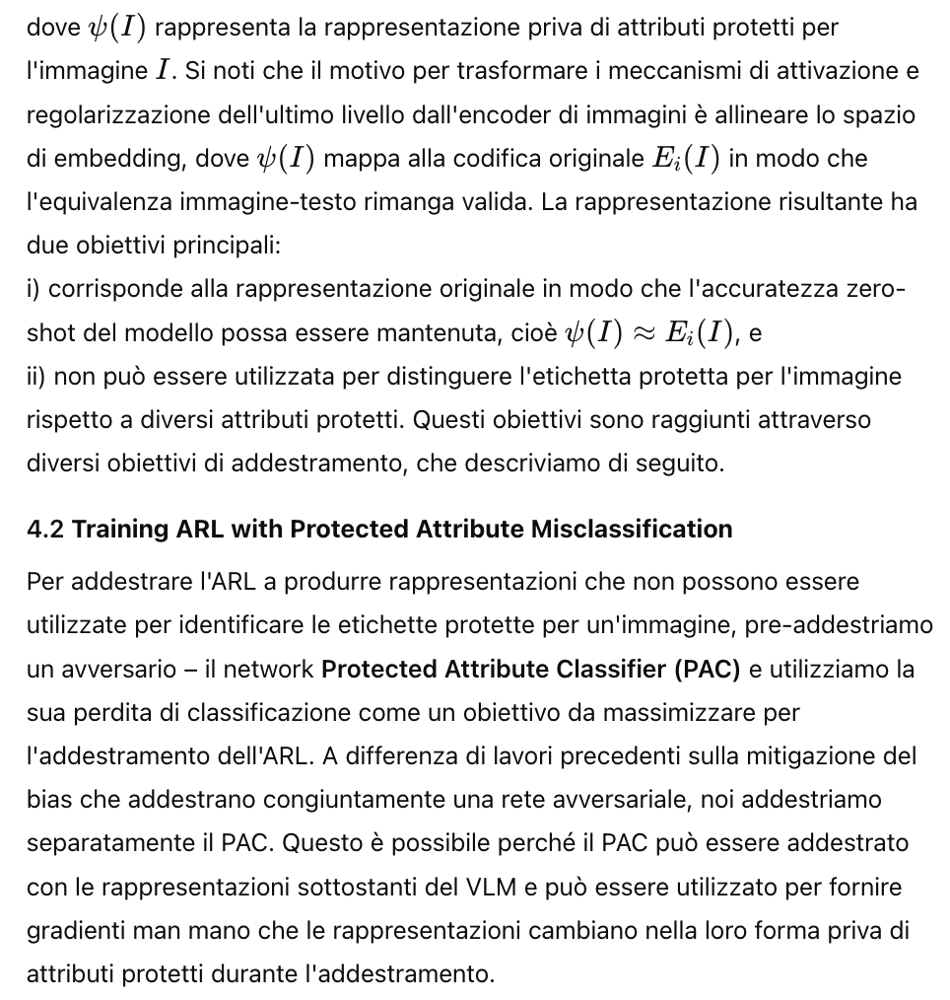 dove ψ(I) rappresenta la rappresentazione priva di attributi protetti per
l'immagine I. Si noti che il motivo per trasformare i meccanismi di attivazione e
regolarizzazione dell'ultimo livello dall'encoder di immagini è allineare lo spazio
di embedding, dove ψ(I) mappa alla codifica originale E_i(I) in modo che
l'equivalenza immagine-testo rimanga valida. La rappresentazione risultante ha
due obiettivi principali:
i) corrisponde alla rappresentazione originale in modo che l'accuratezza zero-
shot del modello possa essere mantenuta, cioè ψ(I) ≈ E_i(I), e
ii) non può essere utilizzata per distinguere l'etichetta protetta per l'immagine
rispetto a diversi attributi protetti. Questi obiettivi sono raggiunti attraverso
diversi obiettivi di addestramento, che descriviamo di seguito.
4.2 Training ARL with Protected Attribute Misclassification
Per addestrare l'ARL a produrre rappresentazioni che non possono essere
utilizzate per identificare le etichette protette per un'immagine, pre-addestriamo
un avversario – il network Protected Attribute Classifier (PAC) e utilizziamo la
sua perdita di classificazione come un obiettivo da massimizzare per
l'addestramento dell'ARL. A differenza di lavori precedenti sulla mitigazione del
bias che addestrano congiuntamente una rete avversariale, noi addestriamo
separatamente il PAC. Questo è possibile perché il PAC può essere addestrato
con le rappresentazioni sottostanti del VLM e può essere utilizzato per fornire
gradienti man mano che le rappresentazioni cambiano nella loro forma priva di
attributi protetti durante l'addestramento.